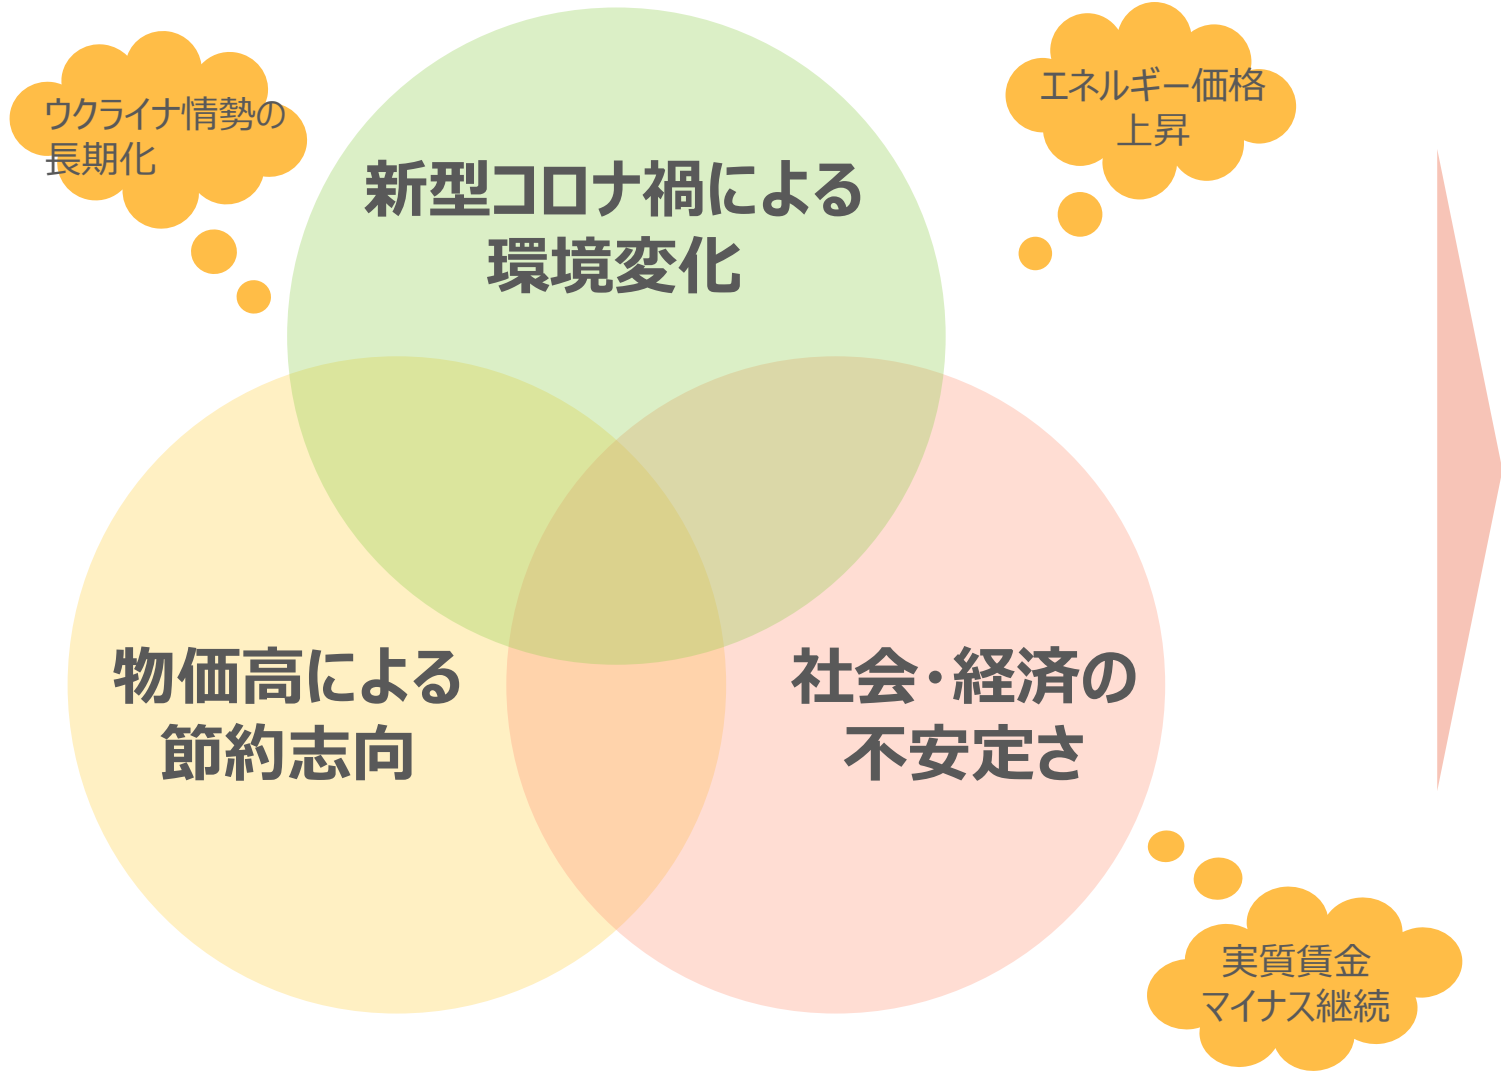 ウクライナ情勢の
長期化
エネルギー価格
上昇
新型コロナ禍による
環境変化
物価高による
節約志向
社会・経済の
不安定さ
実質賃金
マイナス継続